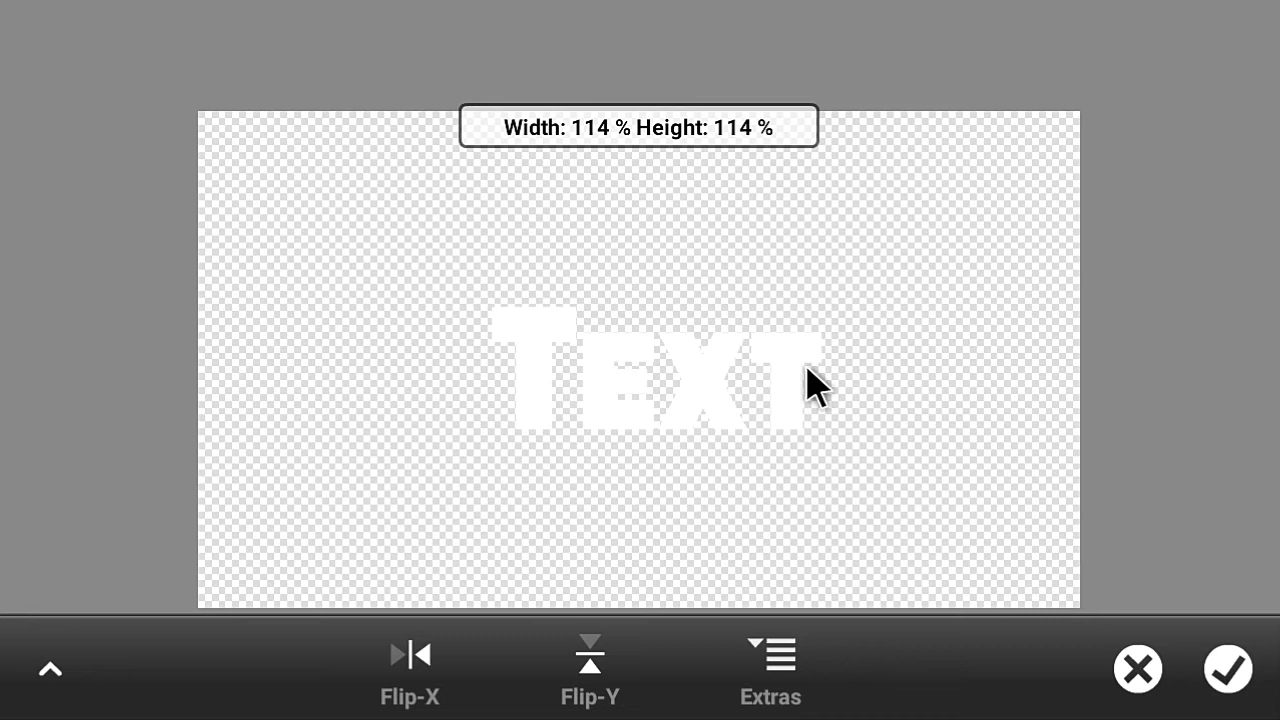 Width: 114 % Height: 114 %
Text
Flip-X
Flip-Y
Extras